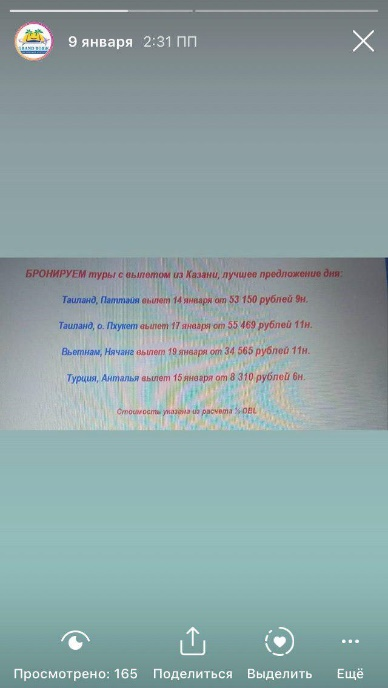 9 января 2:31 ПП
БРОНИРУЕМ туры с вылетом из Казани, лучшее предложение дня:
Таиланд, Паттайя вылет 14 января от 53 150 рублей 9н.
Таиланд, о. Пхукет вылет 17 января от 55 469 рублей 11н.
Вьетнам, Нячанг вылет 19 января от 34 565 рублей 11н.
Турция, Анталья вылет 15 января от 8 310 рублей 6н.
Стоимость указана из расчета ½ DBL
Просмотрено: 165 Поделиться Выделить Ещё